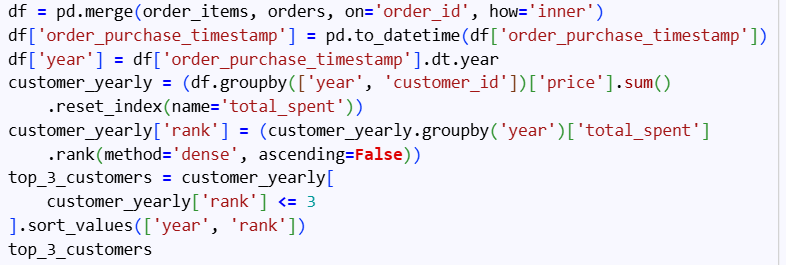 df = pd.merge(order_items, orders, on='order_id', how='inner')
df['order_purchase_timestamp'] = pd.to_datetime(df['order_purchase_timestamp'])
df['year'] = df['order_purchase_timestamp'].dt.year
customer_yearly = (df.groupby(['year', 'customer_id'])['price'].sum()
    .reset_index(name='total_spent'))
customer_yearly['rank'] = (customer_yearly.groupby('year')['total_spent']
    .rank(method='dense', ascending=False))
top_3_customers = customer_yearly[
    customer_yearly['rank'] <= 3
].sort_values(['year', 'rank'])
top_3_customers